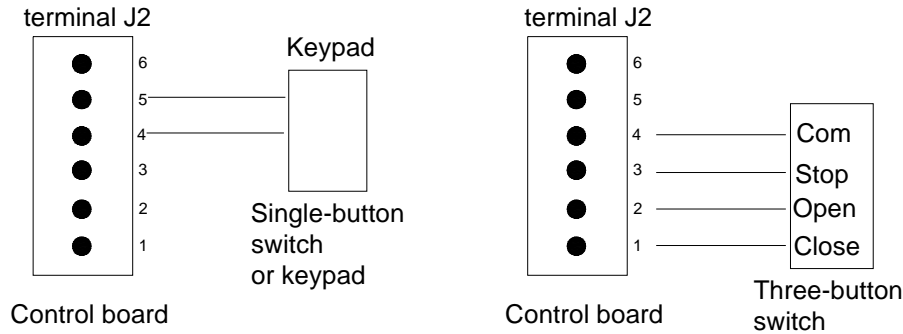 terminal J2
6
5
4
3
2
1
Keypad
Single-button
switch
or keypad
Control board
terminal J2
6
5
4
3
2
1
Com
Stop
Open
Close
Three-button
switch
Control board